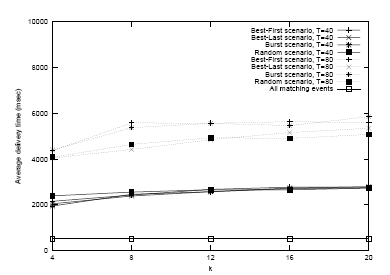 10000
8000
6000
4000
2000
0
4
8
12
16
20
Average delivery time (msec)
k
Best-First scenario, T=40
Best-Last scenario, T=40
Burst scenario, T=40
Random scenario, T=40
Best-First scenario, T=80
Best-Last scenario, T=80
Burst scenario, T=80
Random scenario, T=80
All matching events